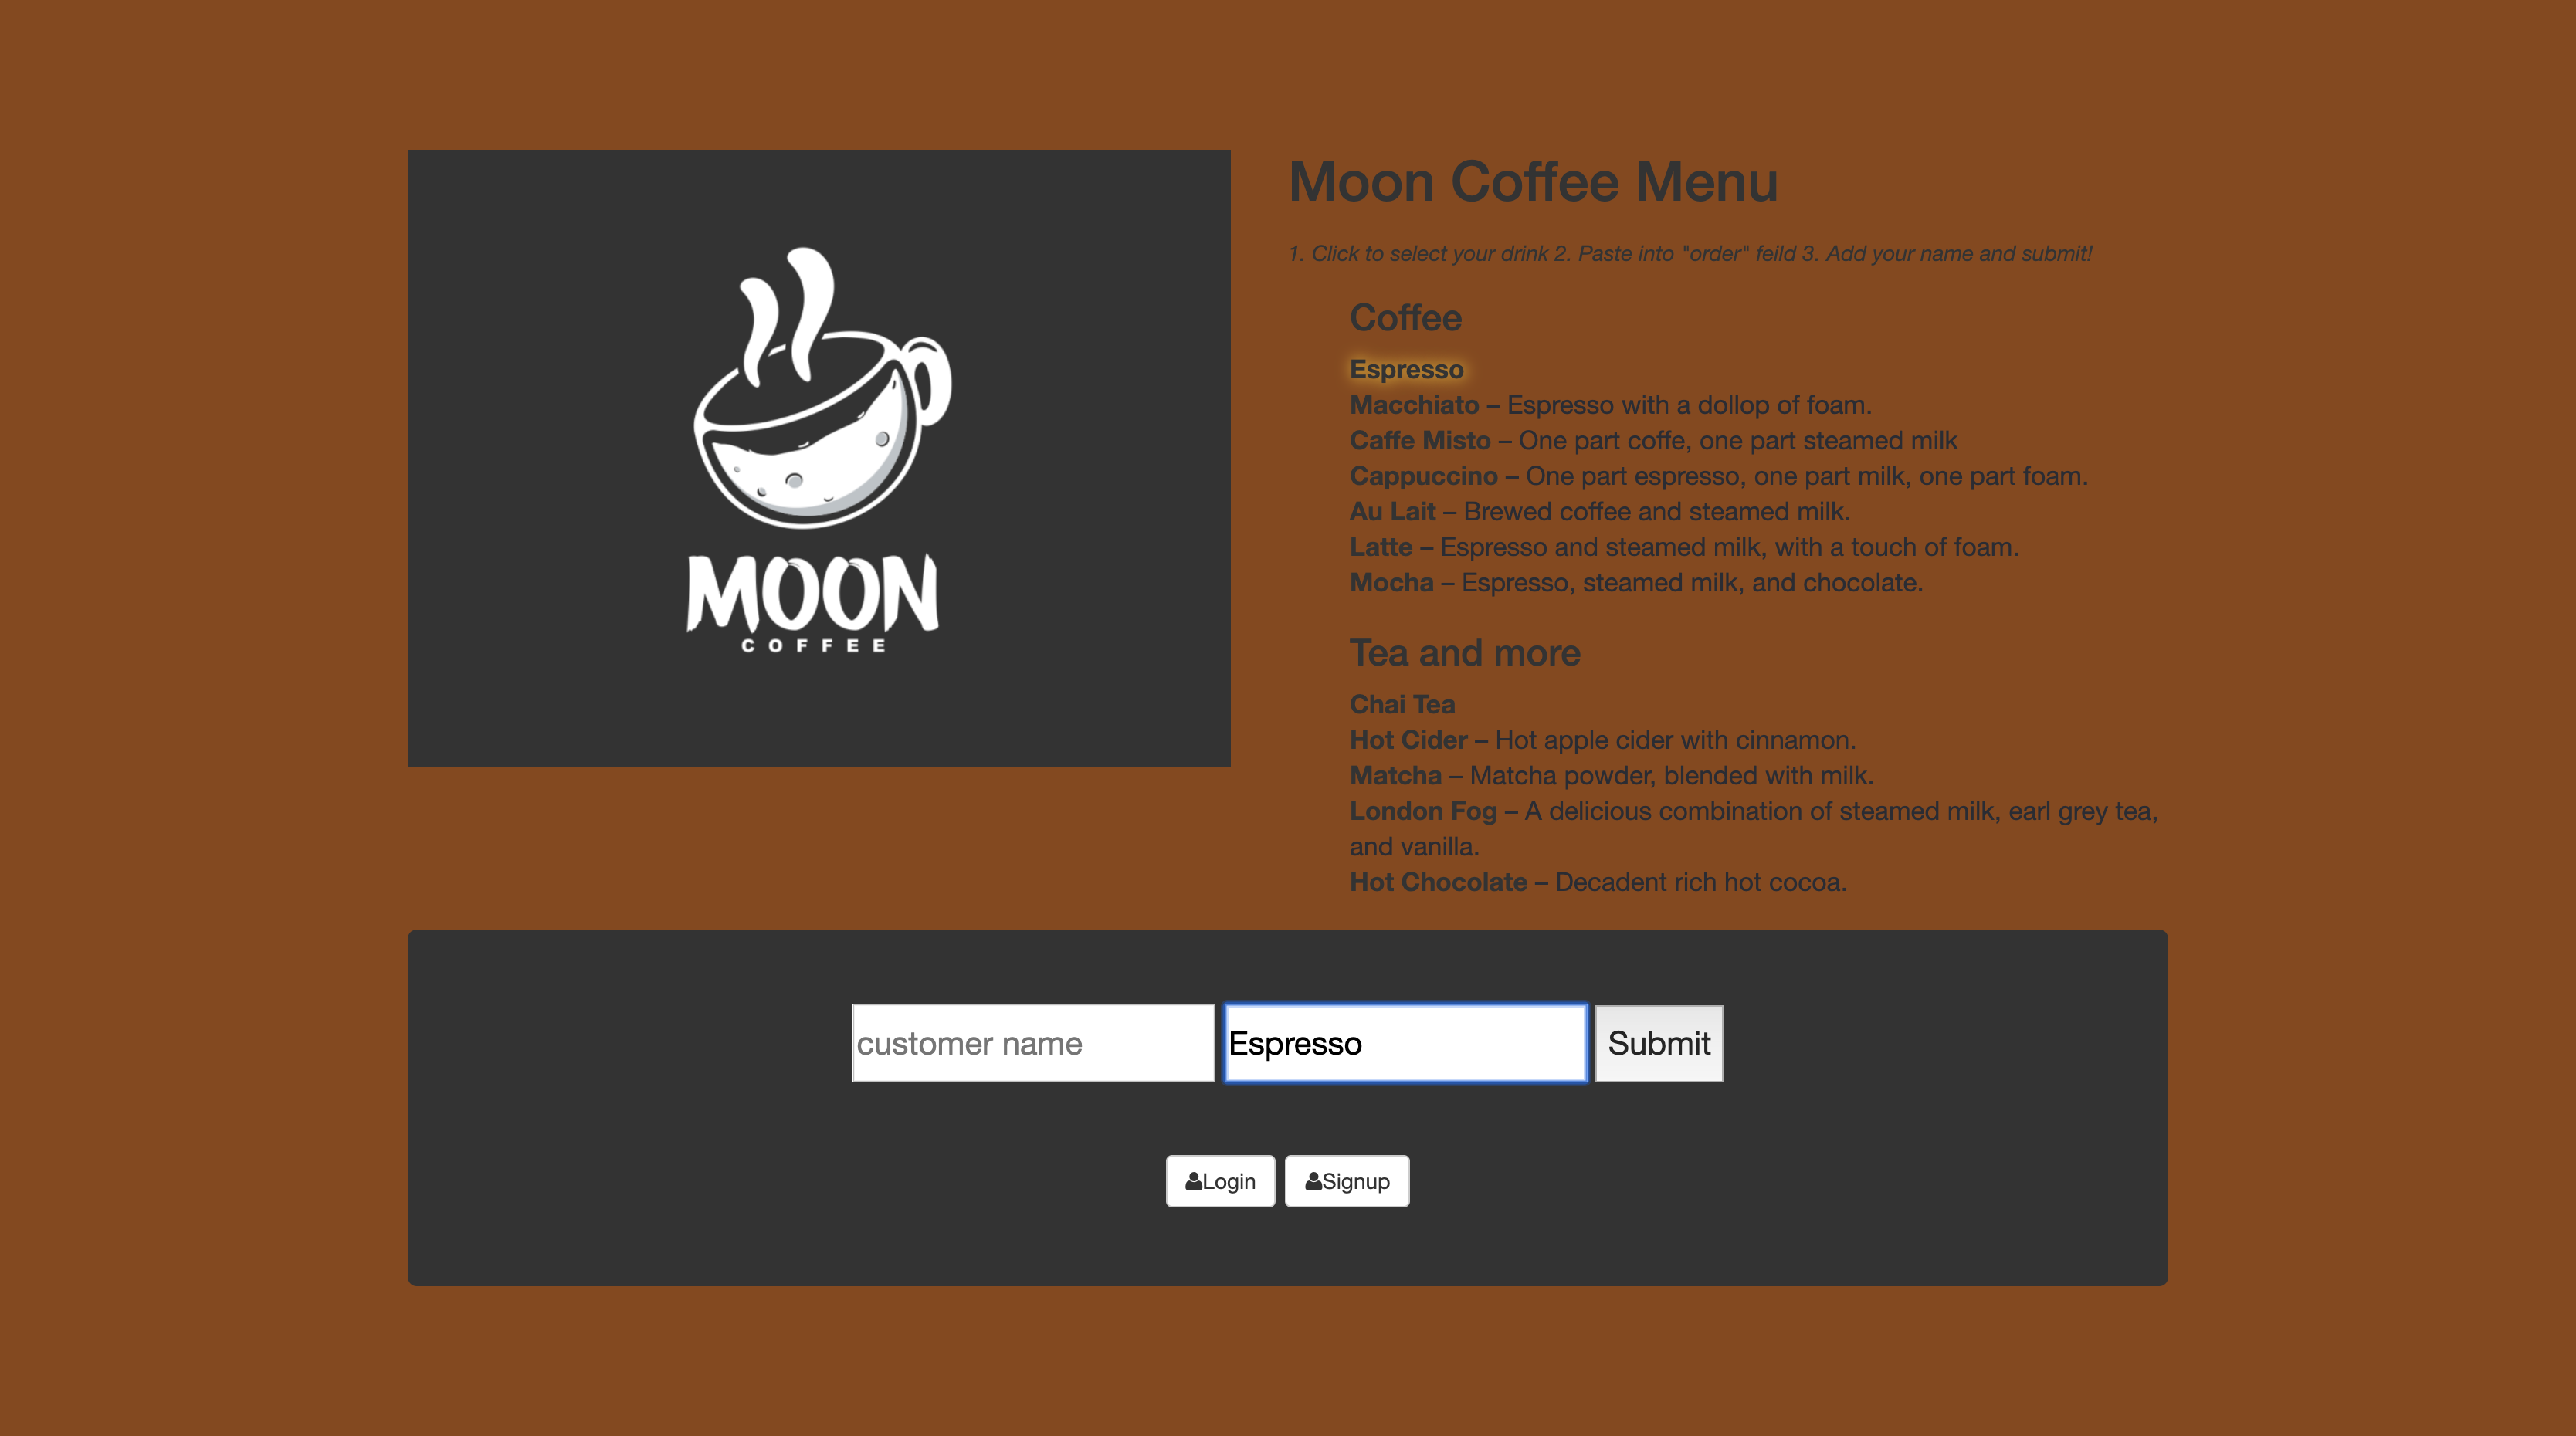 MOON
COFFEE
Moon Coffee Menu
1. Click to select your drink 2. Paste into "order" feild 3. Add your name and submit!
Coffee
Espresso
Macchiato – Espresso with a dollop of foam.
Caffe Misto – One part coffe, one part steamed milk
Cappuccino – One part espresso, one part milk, one part foam.
Au Lait – Brewed coffee and steamed milk.
Latte – Espresso and steamed milk, with a touch of foam.
Mocha – Espresso, steamed milk, and chocolate.
Tea and more
Chai Tea
Hot Cider – Hot apple cider with cinnamon.
Matcha – Matcha powder, blended with milk.
London Fog – A delicious combination of steamed milk, earl grey tea,
and vanilla.
Hot Chocolate – Decadent rich hot cocoa.
customer name Espresso Submit
Login Signup